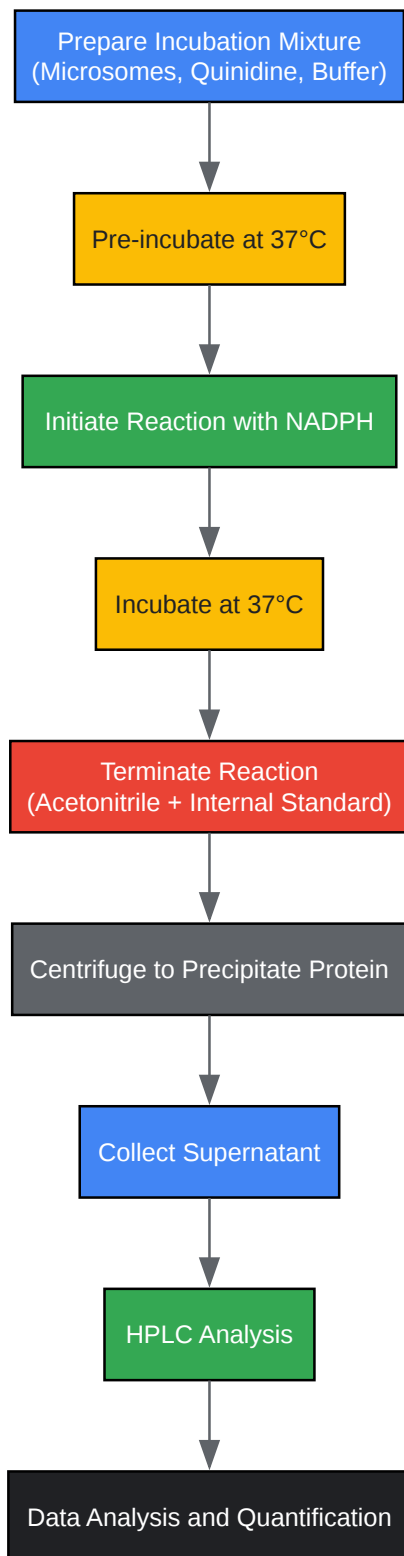 Prepare Incubation Mixture
(Microsomes, Quinidine, Buffer)
Pre-incubate at 37°C
Initiate Reaction with NADPH
Incubate at 37°C
Terminate Reaction
(Acetonitrile + Internal Standard)
Centrifuge to Precipitate Protein
Collect Supernatant
HPLC Analysis
Data Analysis and Quantification